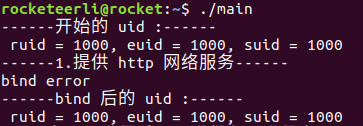 rocketeerli@rocket:~$ ./main
------开始的 uid :------
 ruid = 1000, euid = 1000, suid = 1000
------1.提供 http 网络服务------
bind error
------bind 后的 uid :------
 ruid = 1000, euid = 1000, suid = 1000